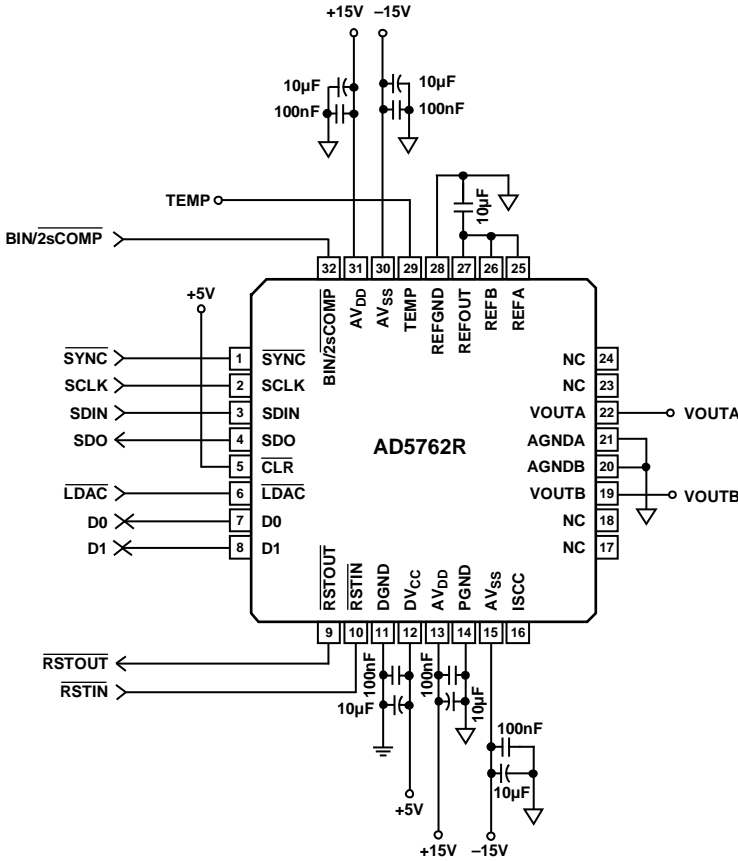 +15V –15V
10µF 10µF
100nF 100nF
TEMP
10µF
BIN/2sCOMP
32 31 30 29 28 27 26 25
BIN/2sCOMP AVDD AVSS TEMP REFGND REFOUT REFB REFA
+5V
SYNC 1 SYNC
SCLK 2 SCLK
SDIN 3 SDIN
SDO 4 SDO
5 CLR
LDAC 6 LDAC
D0 7 D0
D1 8 D1
AD5762R
NC 24
NC 23
VOUTA 22 VOUTA
AGNDA 21
AGNDB 20
VOUTB 19 VOUTB
NC 18
NC 17
RSTOUT RSTIN DGND DVCC AVDD PGND AVSS ISCC
9 10 11 12 13 14 15 16
RSTOUT
RSTIN
100nF 100nF
10µF 10µF
100nF
10µF
+5V
+15V –15V